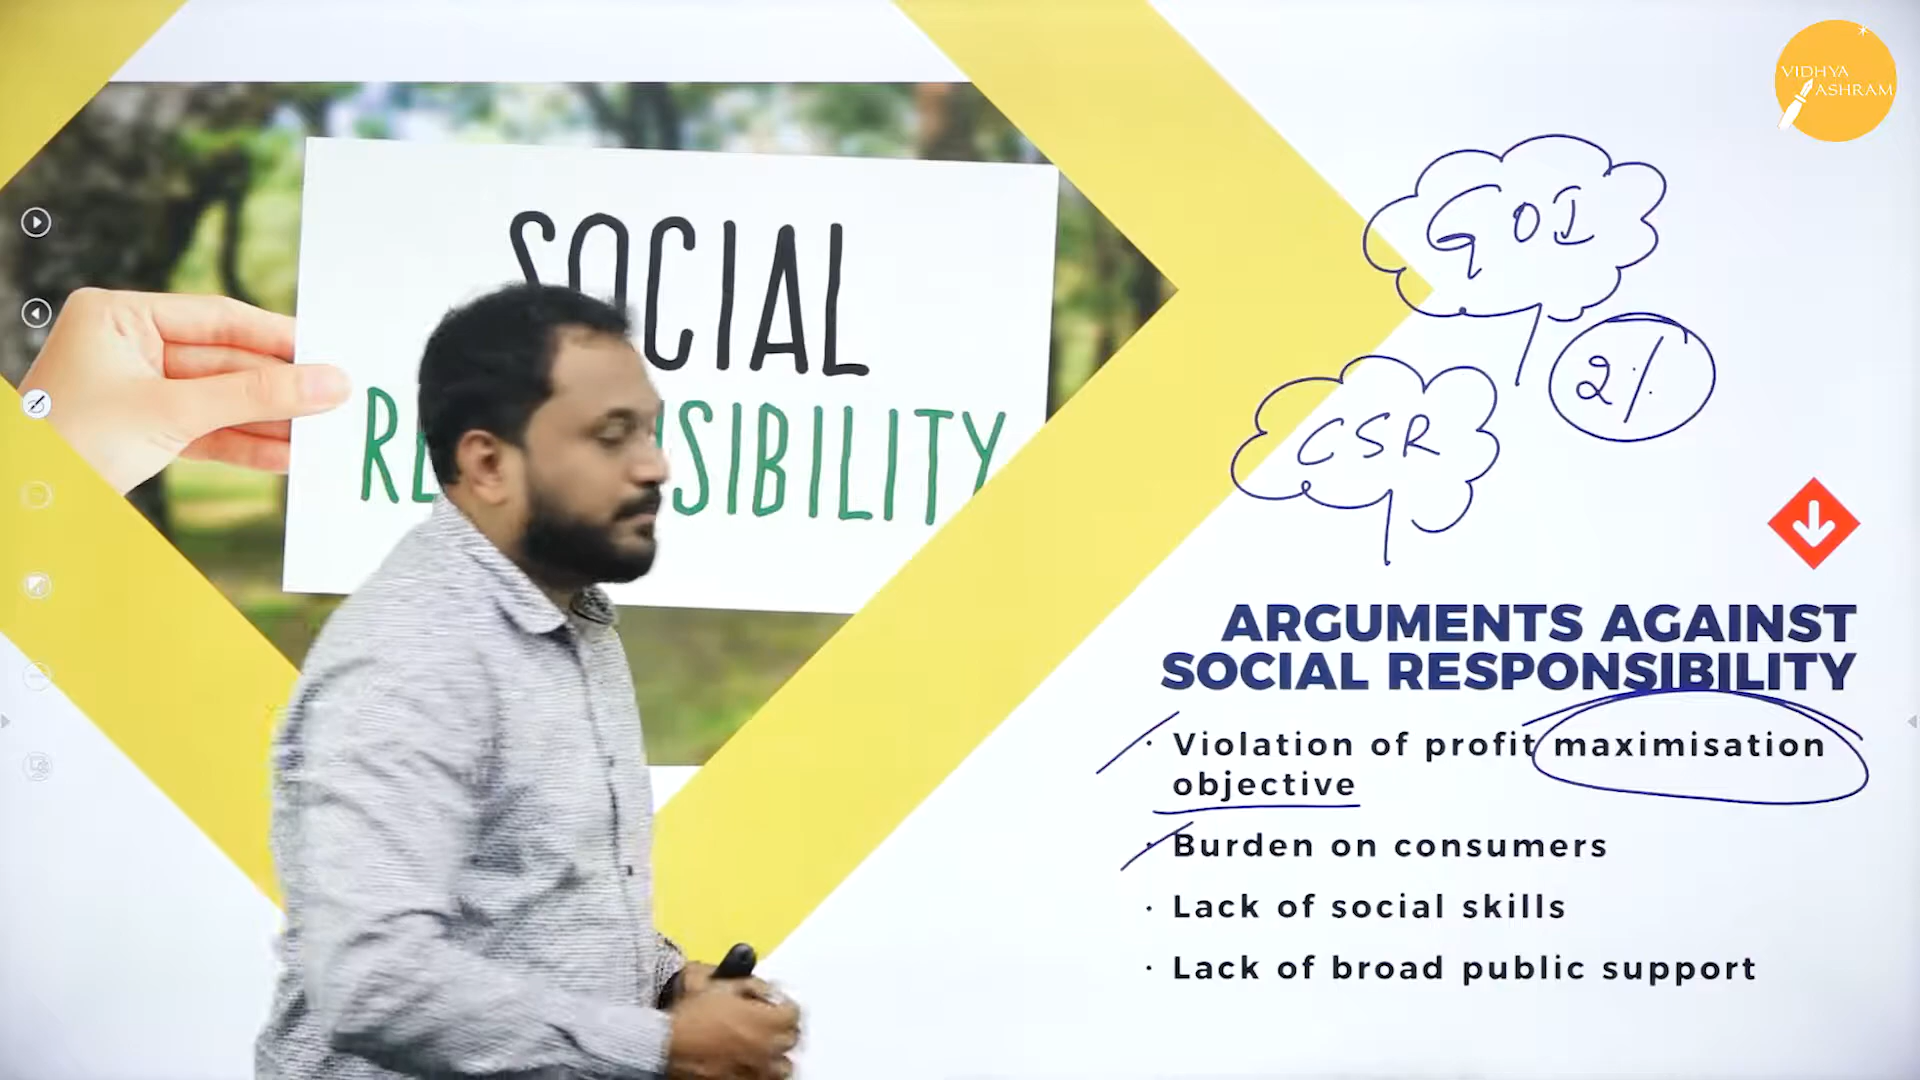 VIDHYA
ASHRAM
SOCIAL
RESPONSIBILITY
GOI
2%
CSR
ARGUMENTS AGAINST
SOCIAL RESPONSIBILITY
· Violation of profit maximisation
objective
· Burden on consumers
· Lack of social skills
· Lack of broad public support